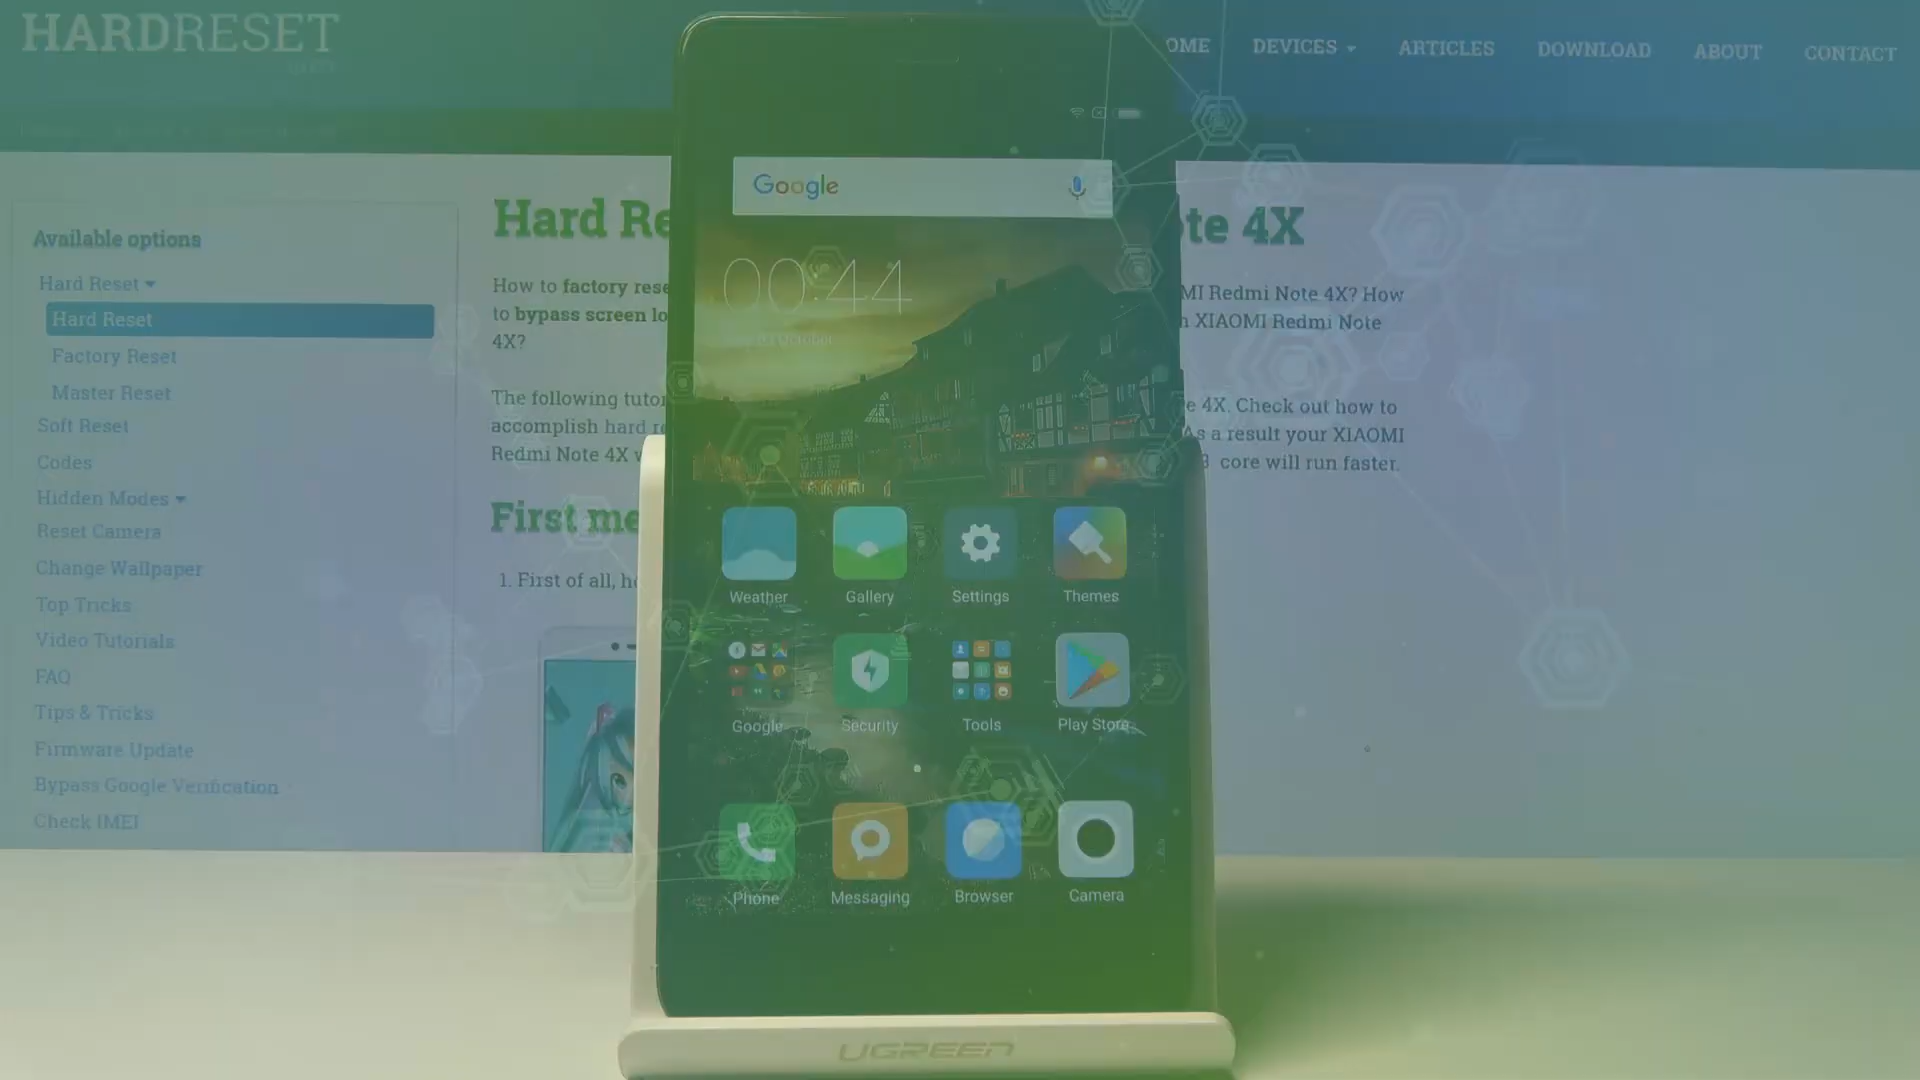 HARDRESET
OME
DEVICES
ARTICLES
DOWNLOAD
ABOUT
CONTACT
Available options
Hard Reset
Hard Reset
Factory Reset
Master Reset
Soft Reset
Codes
Hidden Modes
Reset Camera
Change Wallpaper
Top Tricks
Video Tutorials
FAQ
Tips & Tricks
Firmware Update
Bypass Google Verification
Check IMEI
Hard Re
te 4X
How to factory rese
MI Redmi Note 4X? How
to bypass screen lo
n XIAOMI Redmi Note
4X?
The following tutor
e 4X. Check out how to
accomplish hard re
As a result your XIAOMI
Redmi Note 4X w
core will run faster.
First me
1. First of all, ho
Google
00:44
October
Weather
Gallery
Settings
Themes
Google
Security
Tools
Play Store
Phone
Messaging
Browser
Camera
UGREEN